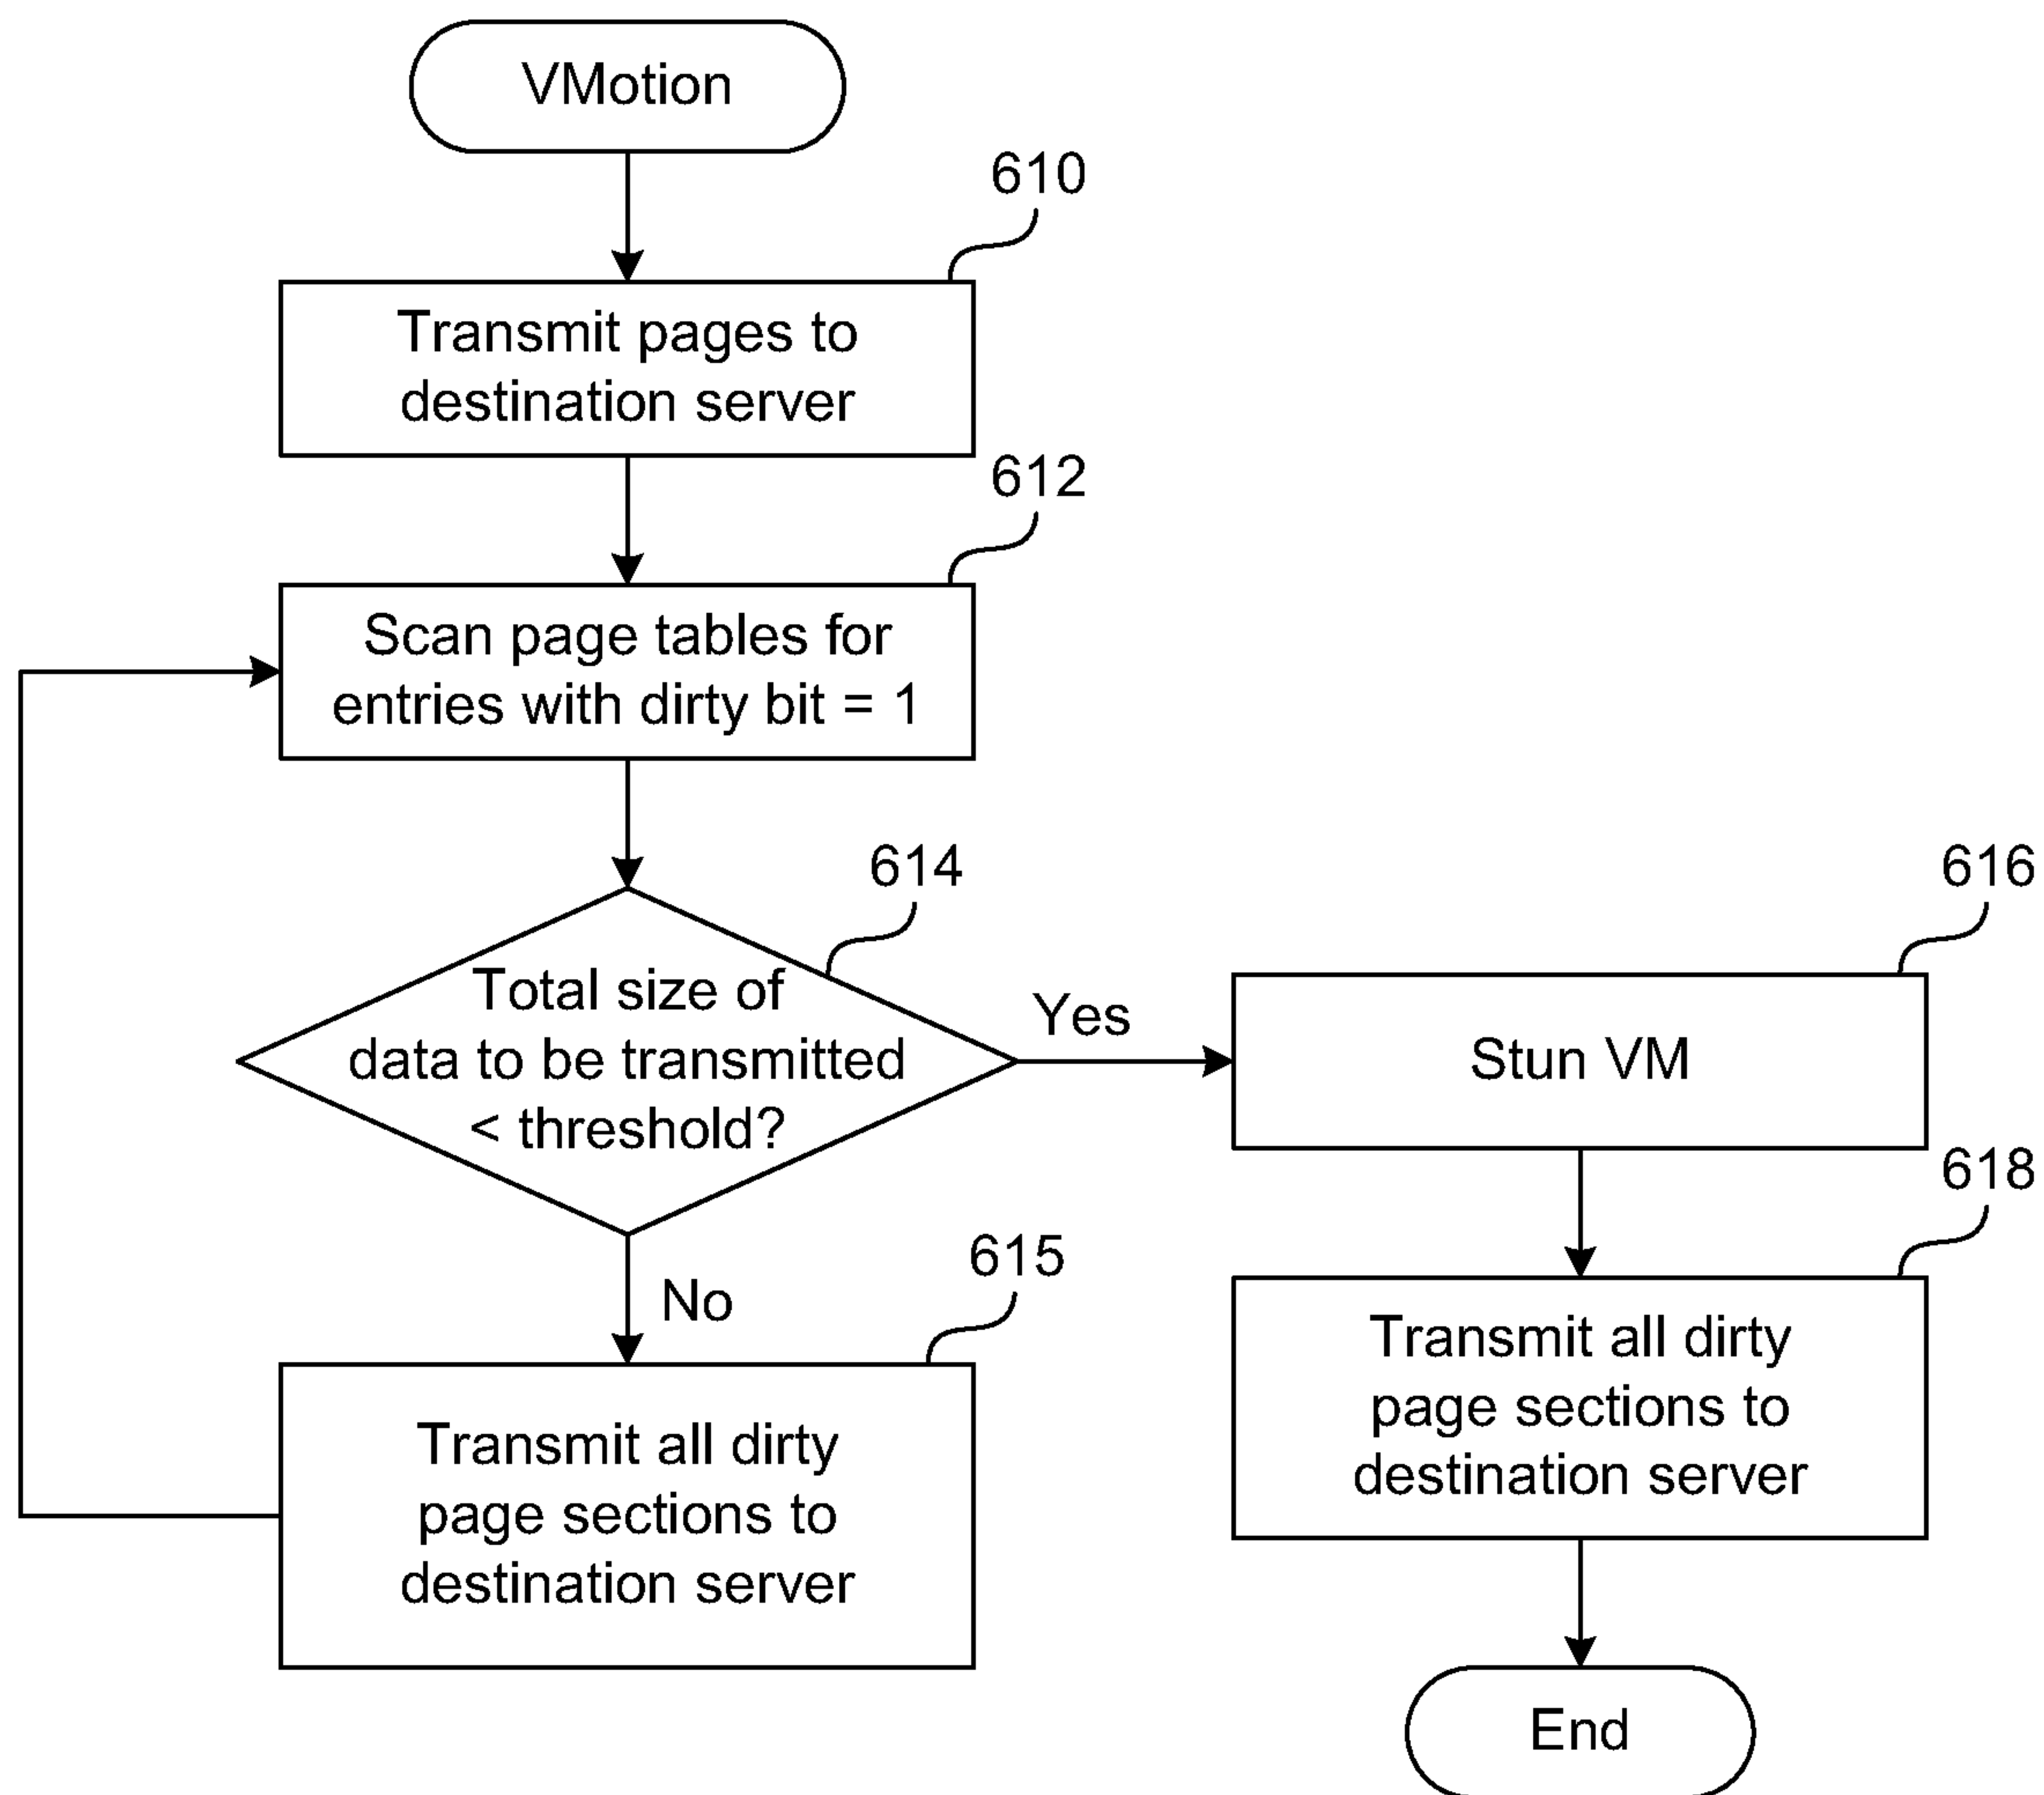 VMotion
610
Transmit pages to
destination server
612
Scan page tables for
entries with dirty bit = 1
614
Total size of
data to be transmitted
< threshold?
Yes
616
Stun VM
618
Transmit all dirty
page sections to
destination server
No
615
Transmit all dirty
page sections to
destination server
End